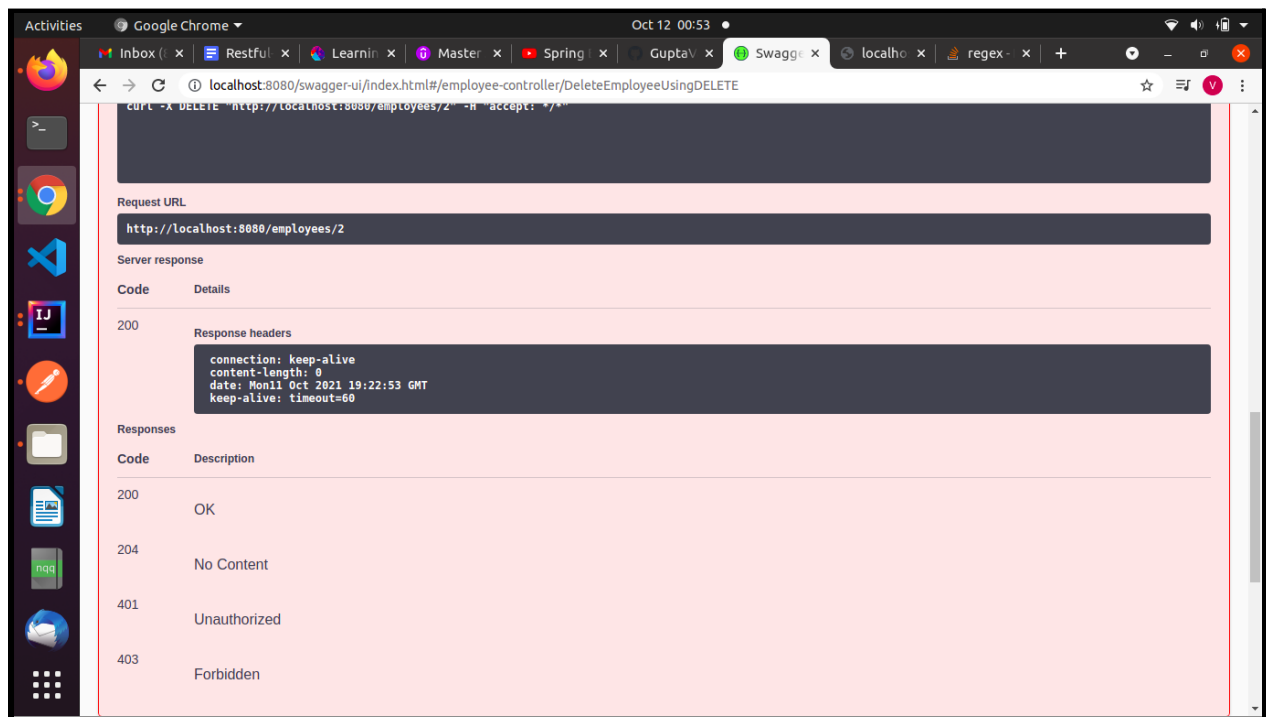 Activities Google Chrome Oct 12 00:53
Inbox ( Restful Learnin Master Spring GuptaV Swagge localho regex - +
localhost:8080/swagger-ui/index.html#/employee-controller/DeleteEmployeeUsingDELETE V
curl -X DELETE "http://localhost:8080/employees/2" -H "accept: */*"
Request URL
http://localhost:8080/employees/2
Server response
Code Details
200
Response headers
connection: keep-alive
content-length: 0
date: Mon11 Oct 2021 19:22:53 GMT
keep-alive: timeout=60
Responses
Code Description
200
OK
204
No Content
401
Unauthorized
403
Forbidden
>_
IJ
nqq